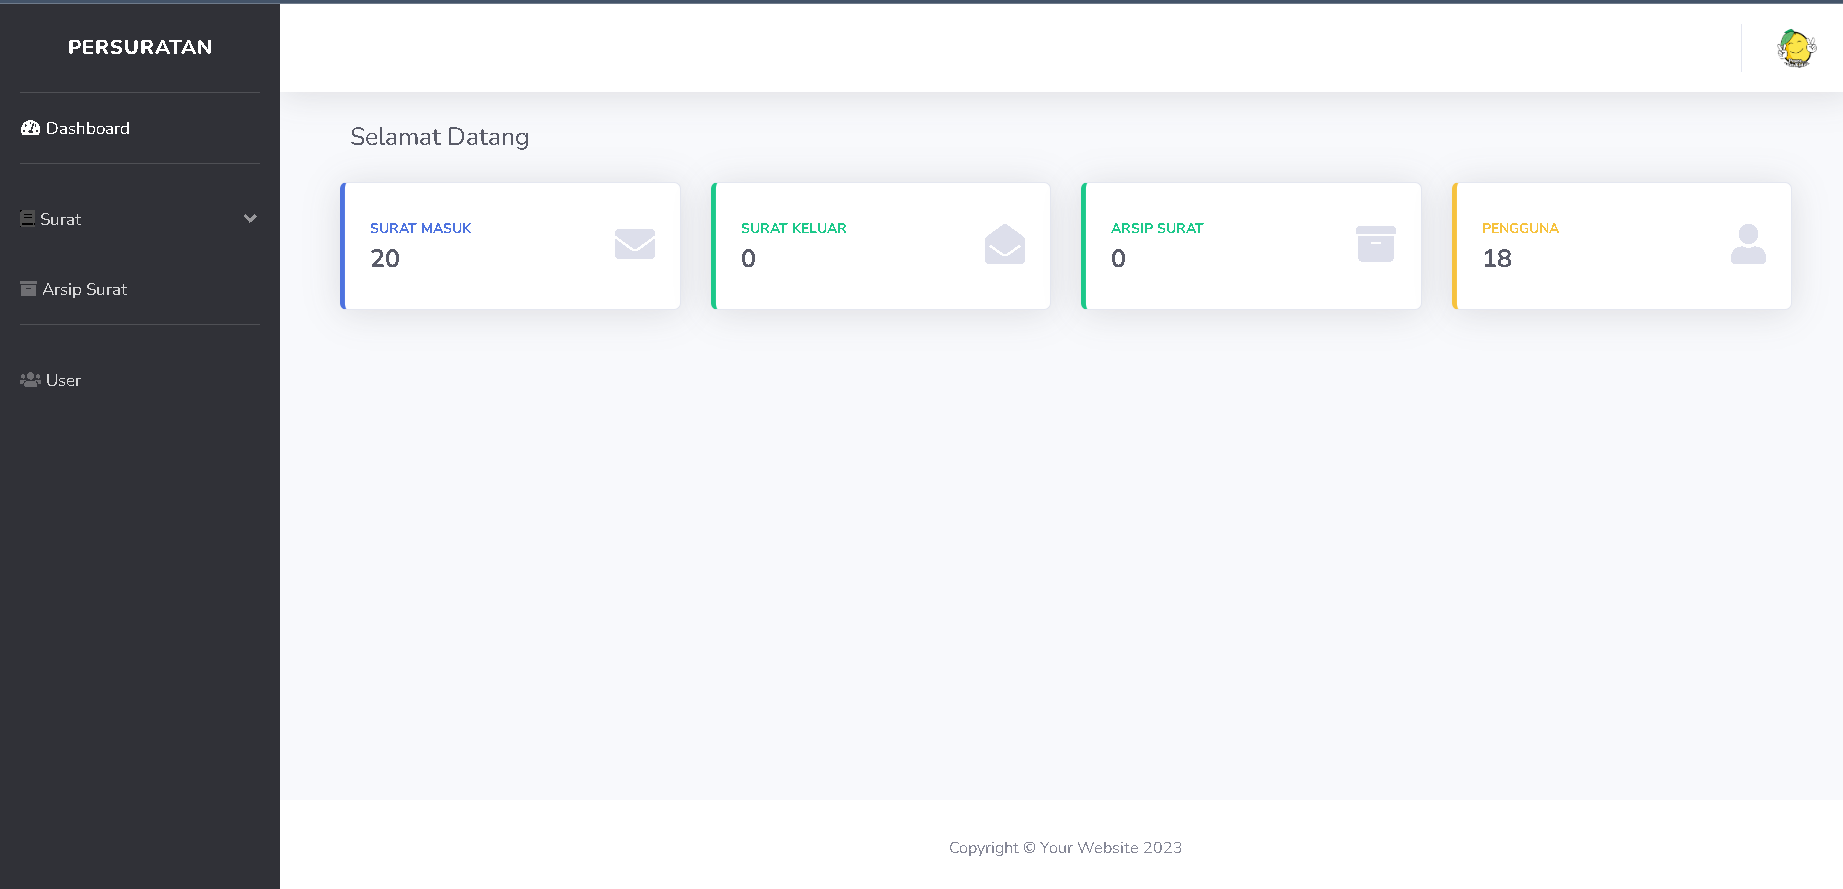 PERSURATAN
Dashboard
Surat
Arsip Surat
User
Selamat Datang
SURAT MASUK
20
SURAT KELUAR
0
ARSIP SURAT
0
PENGGUNA
18
Copyright © Your Website 2023